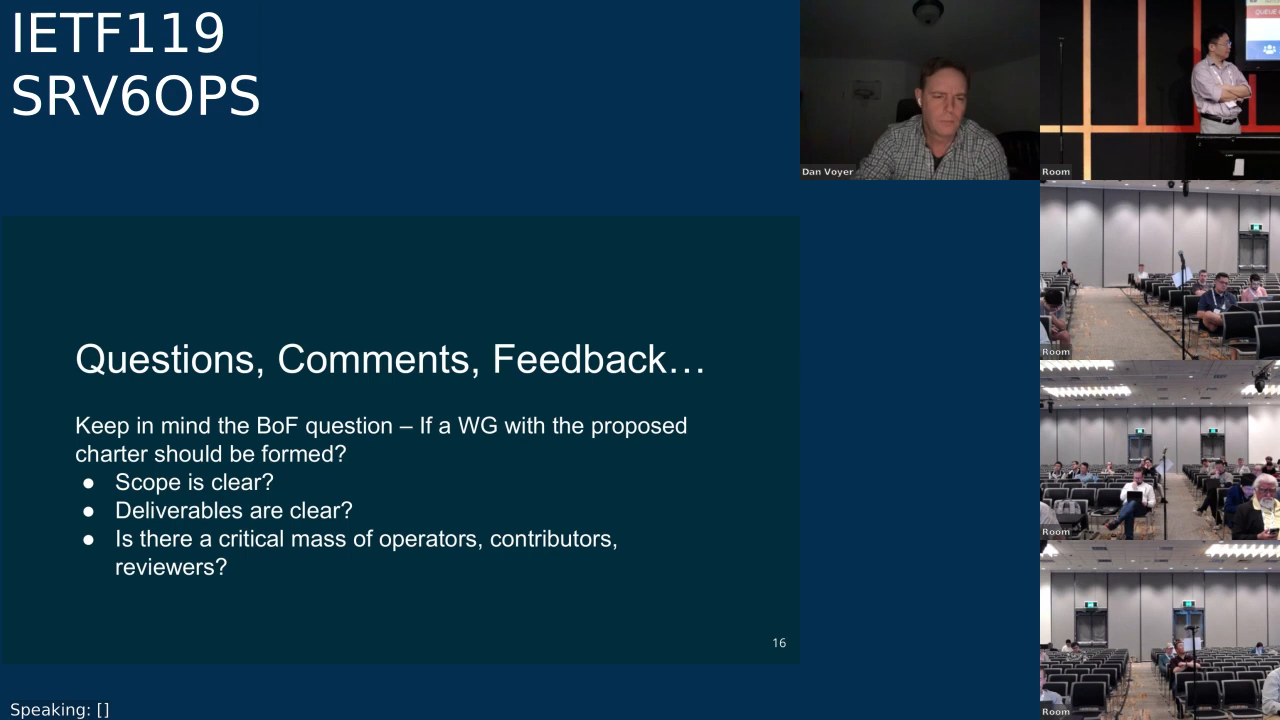 IETF119
SRV6OPS
Dan Voyer
Room
QUEUE
Room
Room
Room
Questions, Comments, Feedback…
Keep in mind the BoF question – If a WG with the proposed
charter should be formed?
● Scope is clear?
● Deliverables are clear?
● Is there a critical mass of operators, contributors,
reviewers?
16
Speaking: []